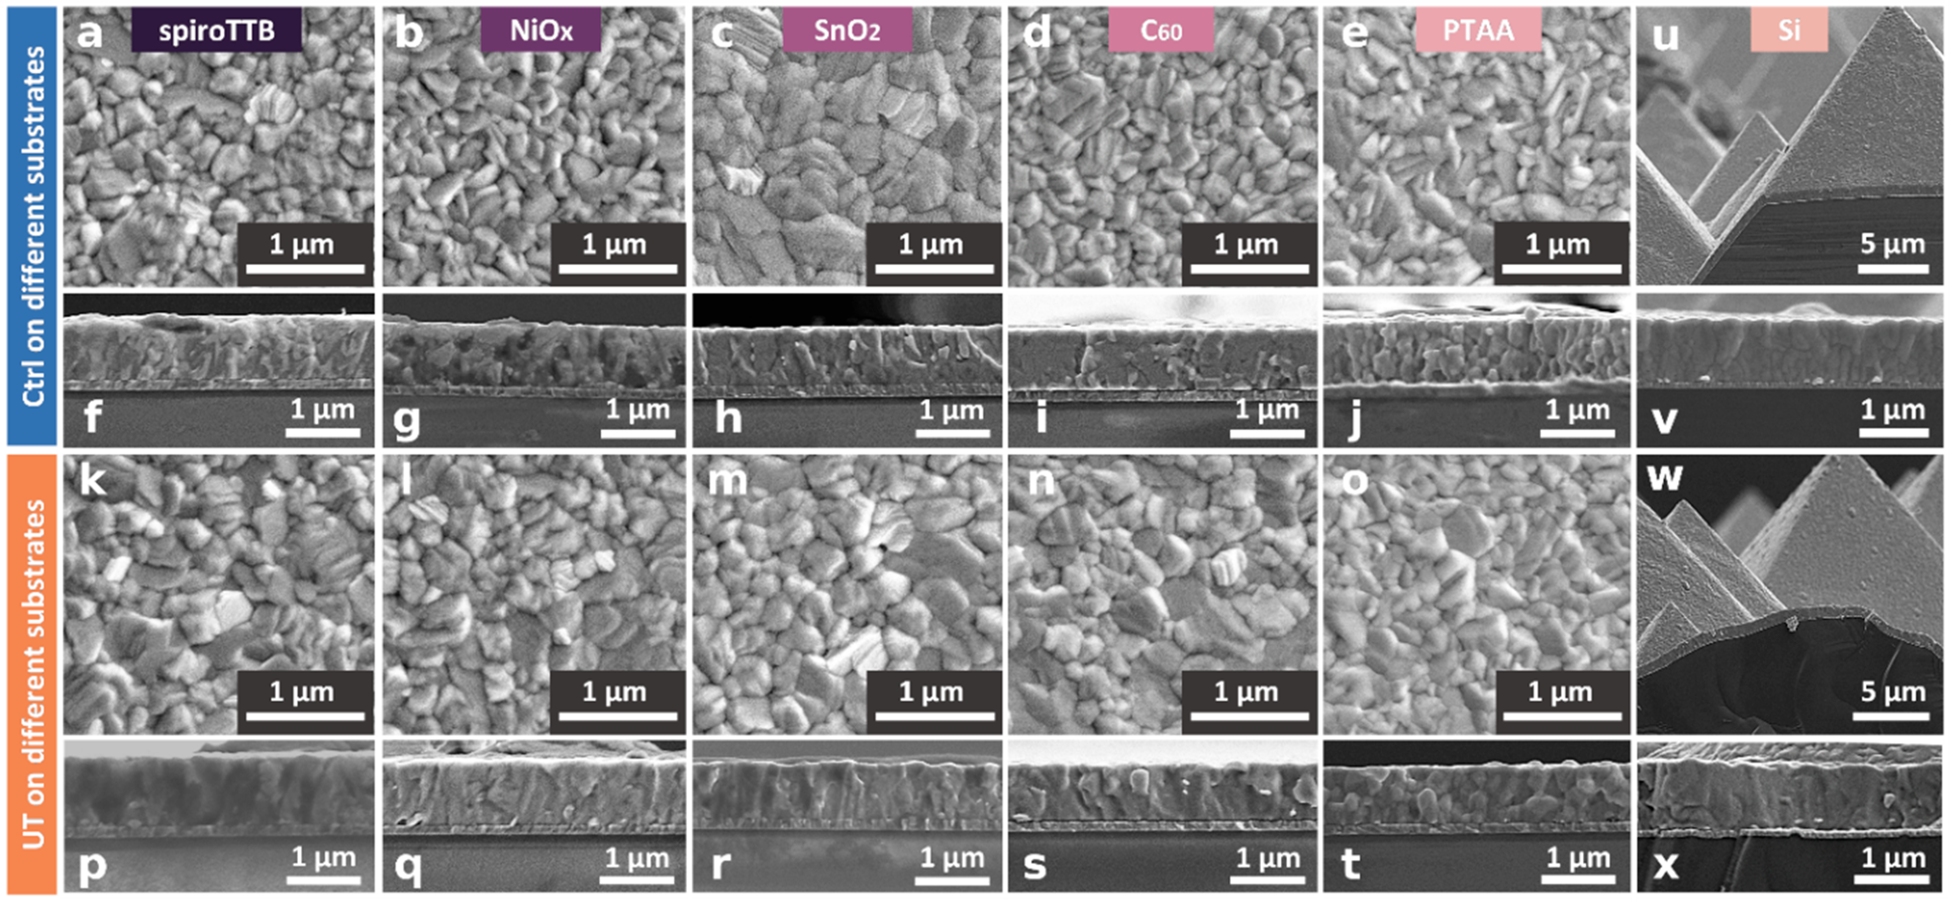 Ctrl on different substrates
a spiroTTB
b NiOx
c SnO2
d C60
e PTAA
u Si
1 μm
1 μm
1 μm
1 μm
1 μm
5 μm
f 1 μm
g 1 μm
h 1 μm
i 1 μm
j 1 μm
v 1 μm
UT on different substrates
k
l
m
n
o
w
1 μm
1 μm
1 μm
1 μm
1 μm
5 μm
p 1 μm
q 1 μm
r 1 μm
s 1 μm
t 1 μm
x 1 μm